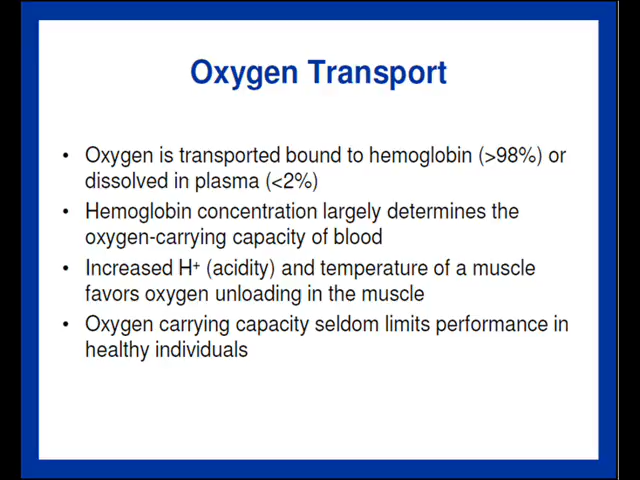 Oxygen Transport
• Oxygen is transported bound to hemoglobin (>98%) or
dissolved in plasma (<2%)
• Hemoglobin concentration largely determines the
oxygen-carrying capacity of blood
• Increased H⁺ (acidity) and temperature of a muscle
favors oxygen unloading in the muscle
• Oxygen carrying capacity seldom limits performance in
healthy individuals